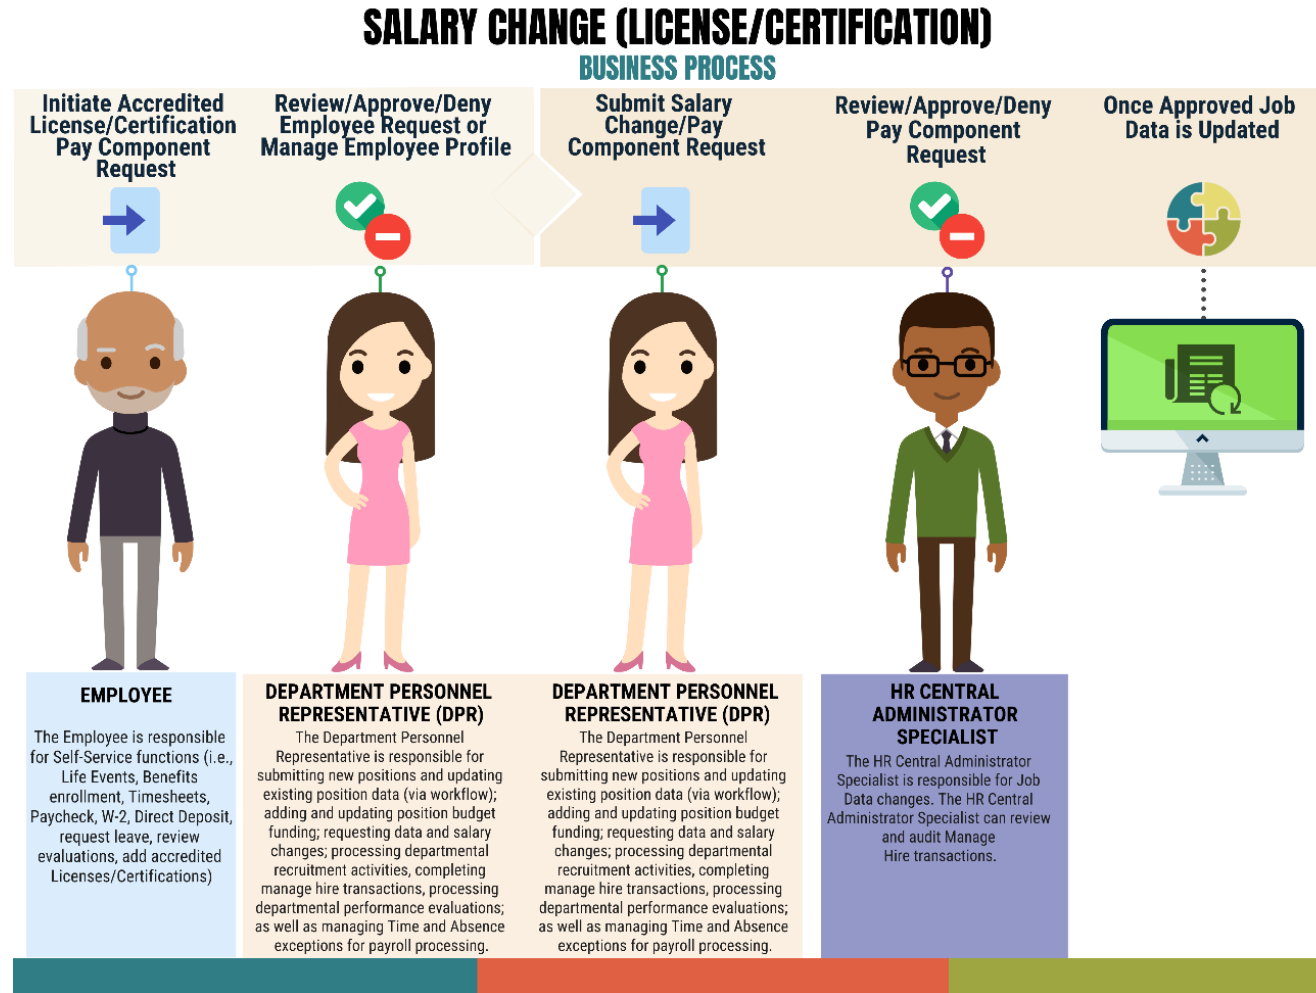 SALARY CHANGE (LICENSE/CERTIFICATION)
BUSINESS PROCESS
Initiate Accredited
License/Certification
Pay Component
Request
Review/Approve/Deny
Employee Request or
Manage Employee Profile
Submit Salary
Change/Pay
Component Request
Review/Approve/Deny
Pay Component
Request
Once Approved Job
Data is Updated
EMPLOYEE
The Employee is responsible
for Self-Service functions (i.e.,
Life Events, Benefits
enrollment, Timesheets,
Paycheck, W-2, Direct Deposit,
request leave, review
evaluations, add accredited
Licenses/Certifications)
DEPARTMENT PERSONNEL
REPRESENTATIVE (DPR)
The Department Personnel
Representative is responsible for
submitting new positions and updating
existing position data (via workflow);
adding and updating position budget
funding; requesting data and salary
changes; processing departmental
recruitment activities, completing
manage hire transactions, processing
departmental performance evaluations;
as well as managing Time and Absence
exceptions for payroll processing.
DEPARTMENT PERSONNEL
REPRESENTATIVE (DPR)
The Department Personnel
Representative is responsible for
submitting new positions and updating
existing position data (via workflow);
adding and updating position budget
funding; requesting data and salary
changes; processing departmental
recruitment activities, completing
manage hire transactions, processing
departmental performance evaluations;
as well as managing Time and Absence
exceptions for payroll processing.
HR CENTRAL
ADMINISTRATOR
SPECIALIST
The HR Central Administrator
Specialist is responsible for Job
Data changes. The HR Central
Administrator Specialist can review
and audit Manage
Hire transactions.